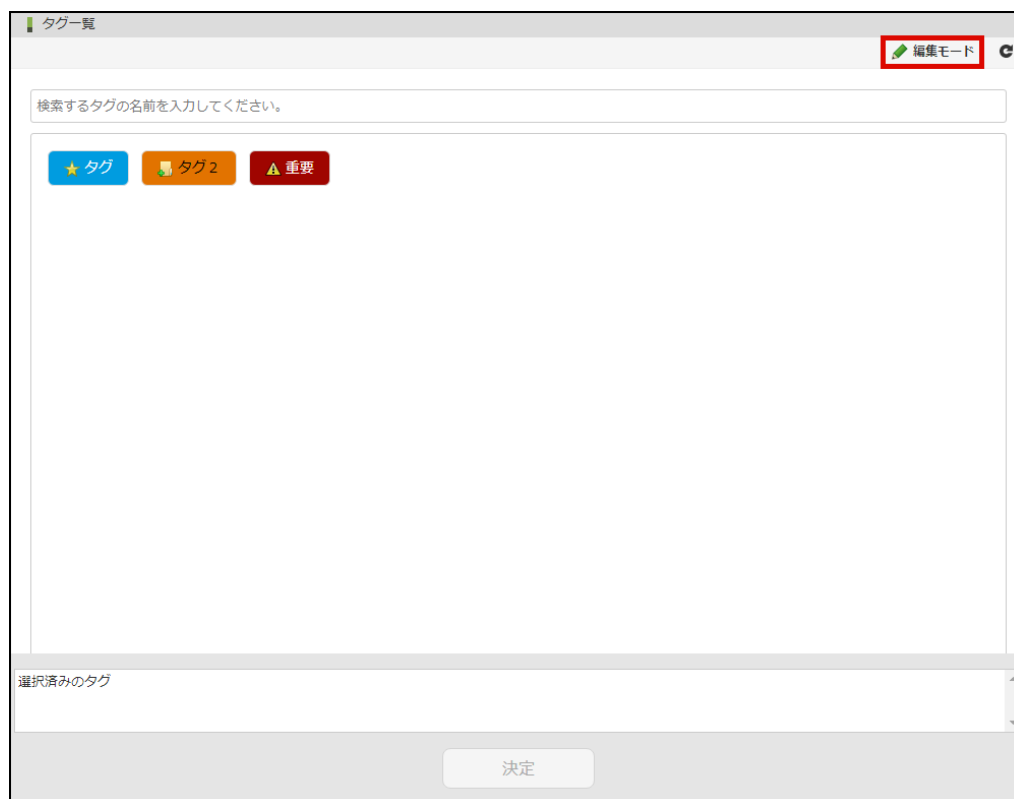 タグ一覧
編集モード
検索するタグの名前を入力してください。
タグ タグ2 重要
選択済みのタグ
決定